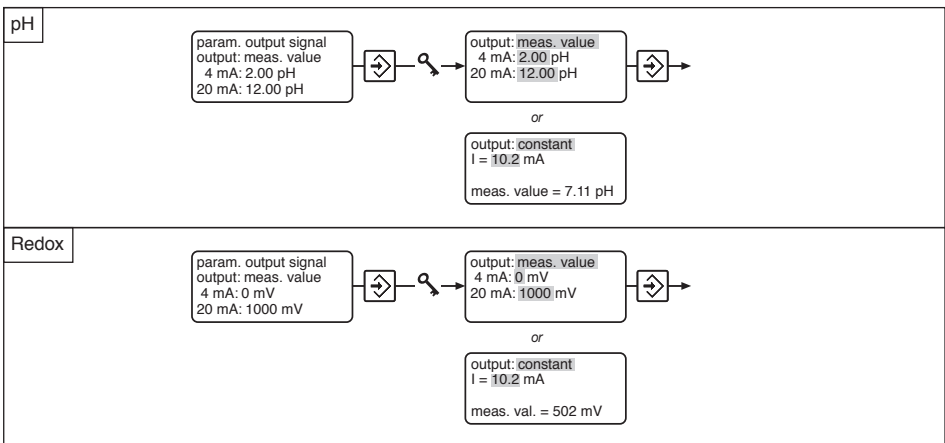 pH
param. output signal
output: meas. value
4 mA: 2.00 pH
20 mA: 12.00 pH
output: meas. value
4 mA: 2.00 pH
20 mA: 12.00 pH
or
output: constant
I = 10.2 mA
meas. value = 7.11 pH
Redox
param. output signal
output: meas. value
4 mA: 0 mV
20 mA: 1000 mV
output: meas. value
4 mA: 0 mV
20 mA: 1000 mV
or
output: constant
I = 10.2 mA
meas. val. = 502 mV